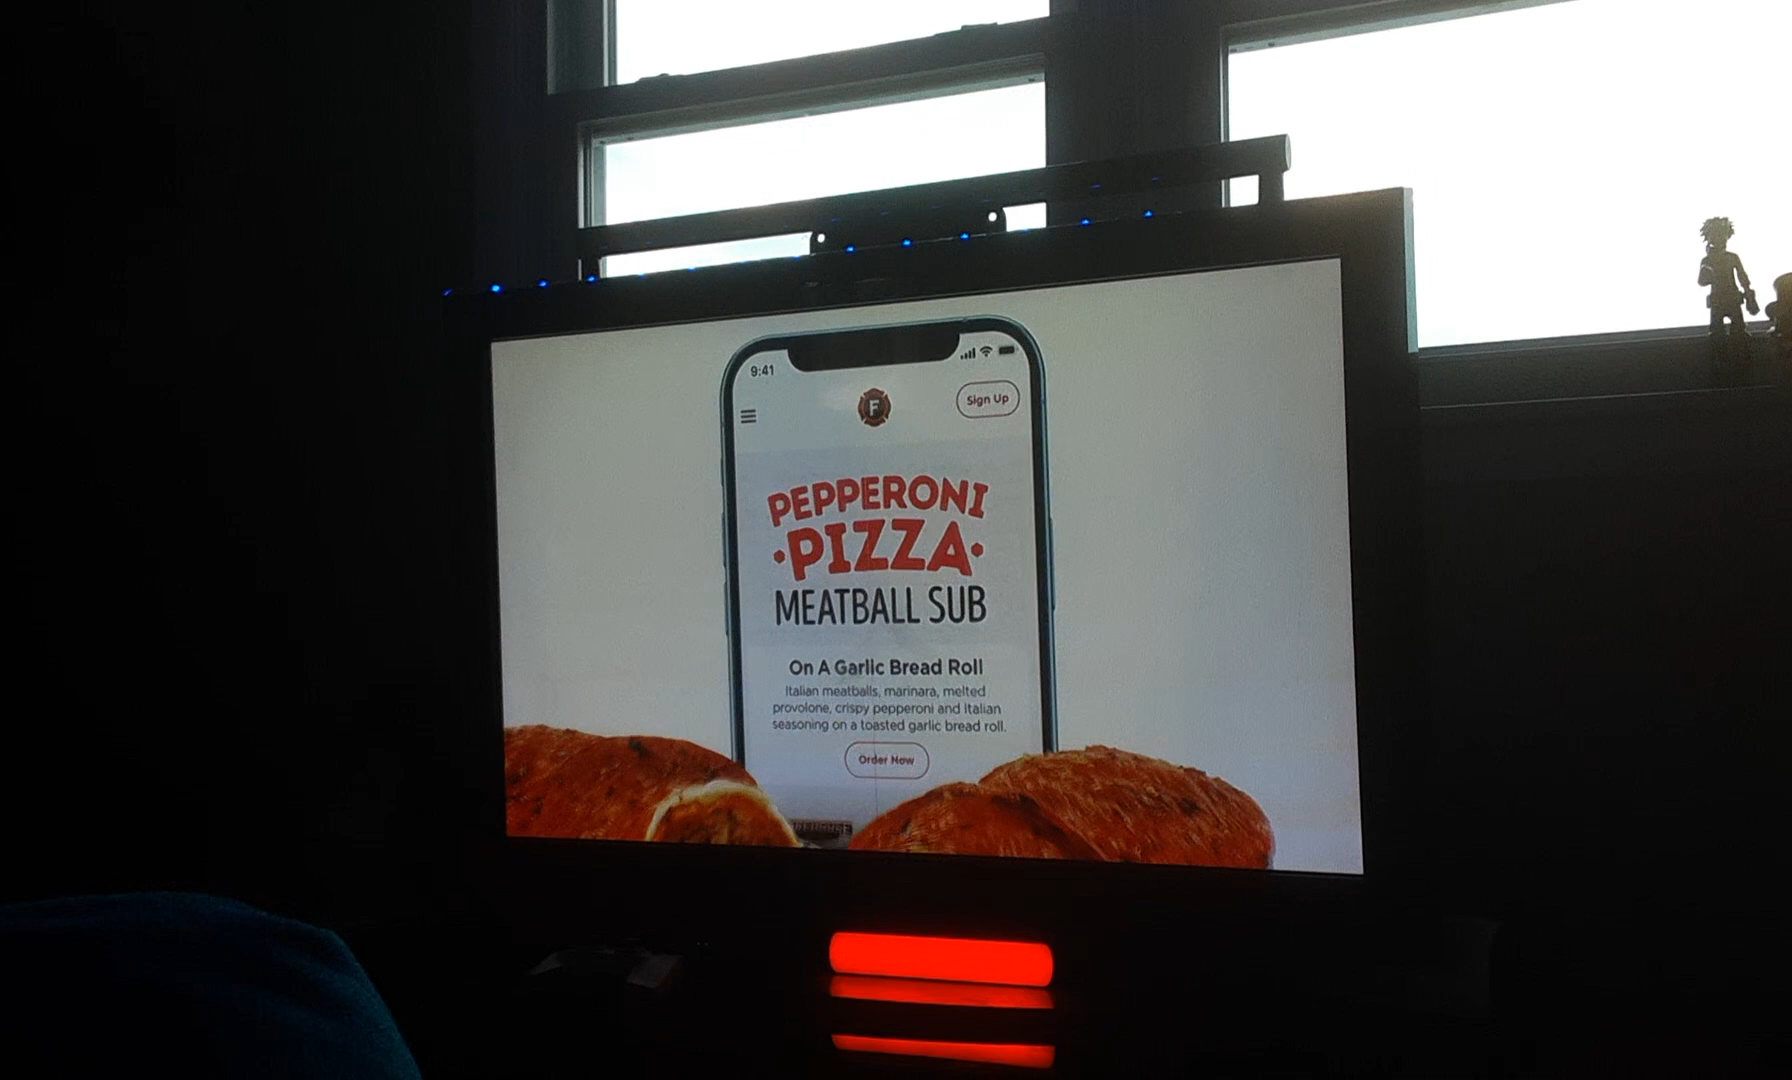 9:41
F
Sign Up
PEPPERONI
PIZZA
MEATBALL SUB
On A Garlic Bread Roll
Italian meatballs, marinara, melted
provolone, crispy pepperoni and Italian
seasoning on a toasted garlic bread roll.
Order Now